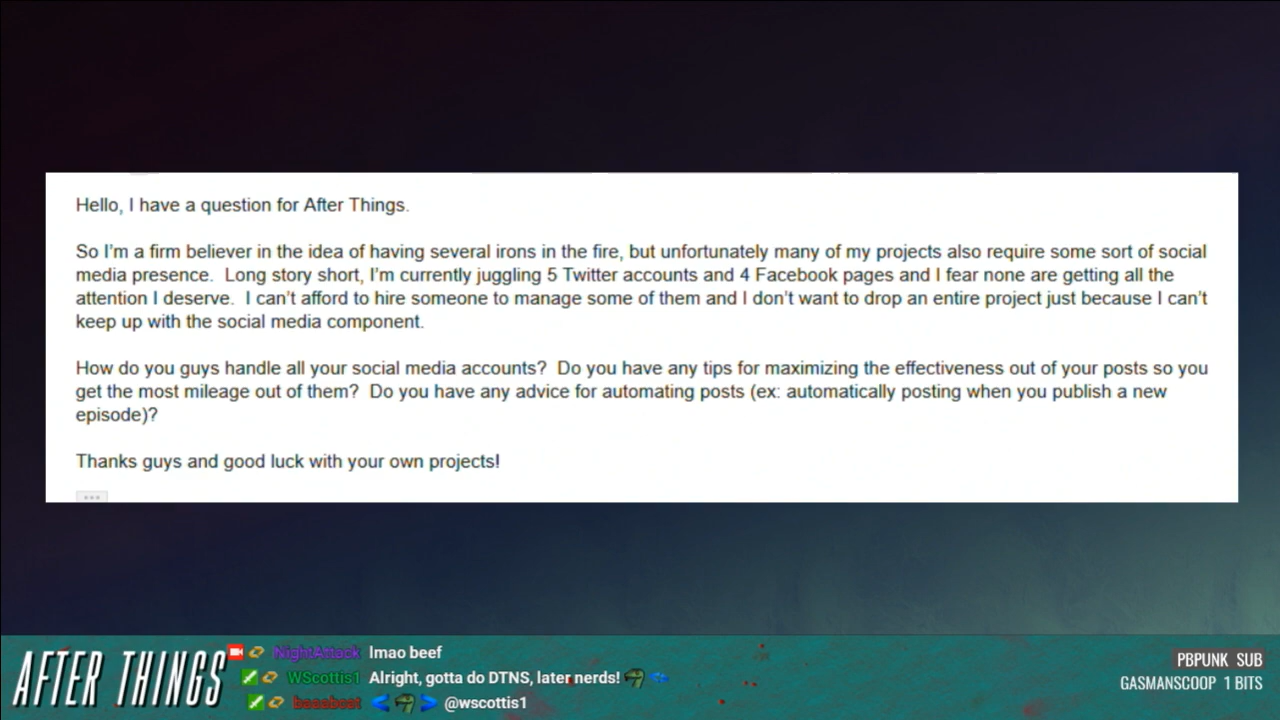 Hello, I have a question for After Things.
So I'm a firm believer in the idea of having several irons in the fire, but unfortunately many of my projects also require some sort of social
media presence.  Long story short, I'm currently juggling 5 Twitter accounts and 4 Facebook pages and I fear none are getting all the
attention I deserve.  I can't afford to hire someone to manage some of them and I don't want to drop an entire project just because I can't
keep up with the social media component.
How do you guys handle all your social media accounts?  Do you have any tips for maximizing the effectiveness out of your posts so you
get the most mileage out of them?  Do you have any advice for automating posts (ex: automatically posting when you publish a new
episode)?
Thanks guys and good luck with your own projects!
AFTER THINGS
NightAttack lmao beef
WScottis1 Alright, gotta do DTNS, later nerds!
baaabcat @wscottis1
PBPUNK SUB
GASMANSCOOP 1 BITS